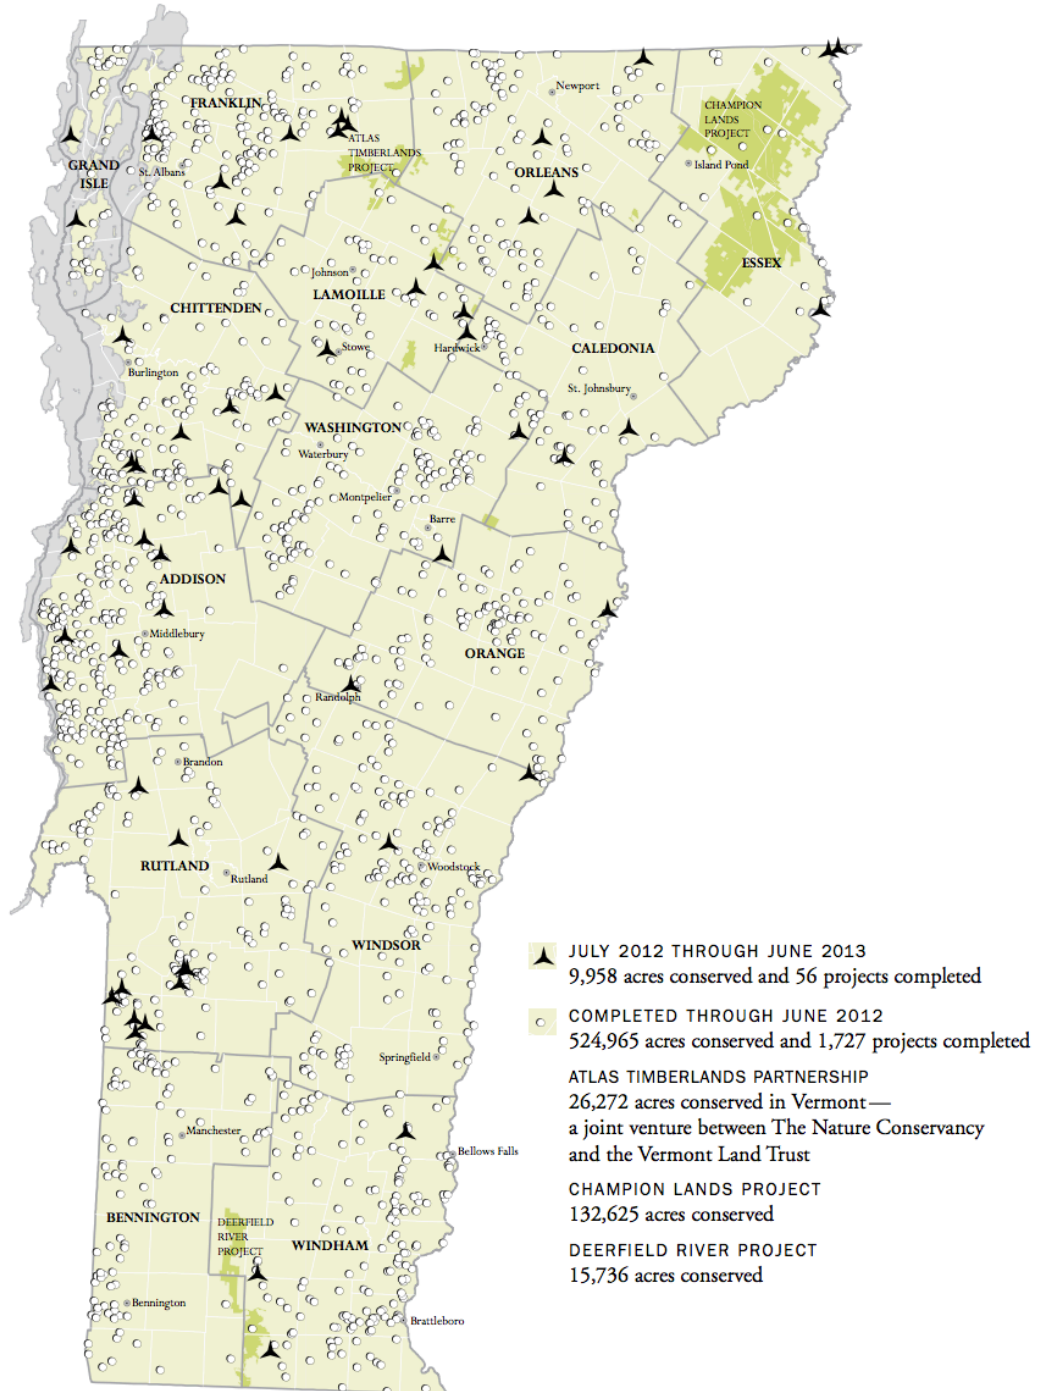 Newport
FRANKLIN
CHAMPION
LANDS
PROJECT
ATLAS
TIMBERLANDS
PROJECT
GRAND
ISLE
St. Albans
ORLEANS
Island Pond
ESSEX
Johnson
LAMOILLE
CHITTENDEN
Stowe
Hardwick
CALEDONIA
Burlington
St. Johnsbury
WASHINGTON
Waterbury
Montpelier
Barre
ADDISON
Middlebury
ORANGE
Randolph
Brandon
RUTLAND
Rutland
Woodstock
WINDSOR
Springfield
Manchester
Bellows Falls
BENNINGTON
DEERFIELD
RIVER
PROJECT
WINDHAM
Bennington
Brattleboro
JULY 2012 THROUGH JUNE 2013
9,958 acres conserved and 56 projects completed
COMPLETED THROUGH JUNE 2012
524,965 acres conserved and 1,727 projects completed
ATLAS TIMBERLANDS PARTNERSHIP
26,272 acres conserved in Vermont—
a joint venture between The Nature Conservancy
and the Vermont Land Trust
CHAMPION LANDS PROJECT
132,625 acres conserved
DEERFIELD RIVER PROJECT
15,736 acres conserved